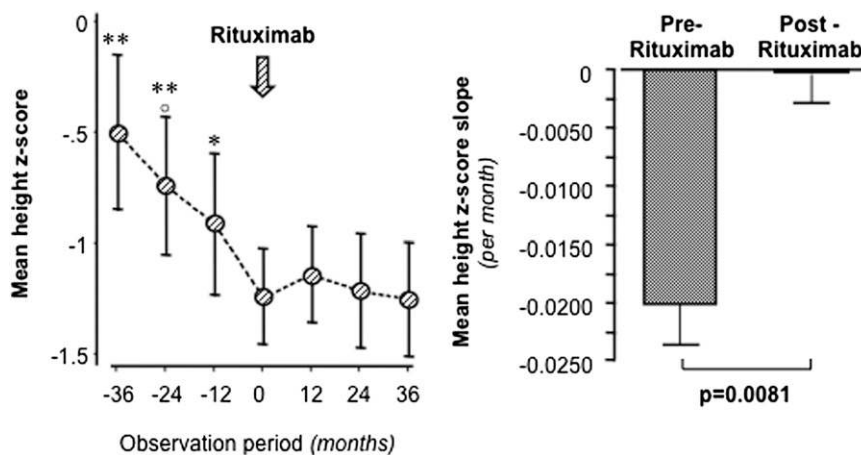 Mean height z-score
0
-.5
-1
-1.5
**
**
°
*
Rituximab
-36 -24 -12 0 12 24 36
Observation period (months)
Pre-
Rituximab
Post -
Rituximab
Mean height z-score slope
(per month)
0
-0.0050
-0.0100
-0.0150
-0.0200
-0.0250
p=0.0081